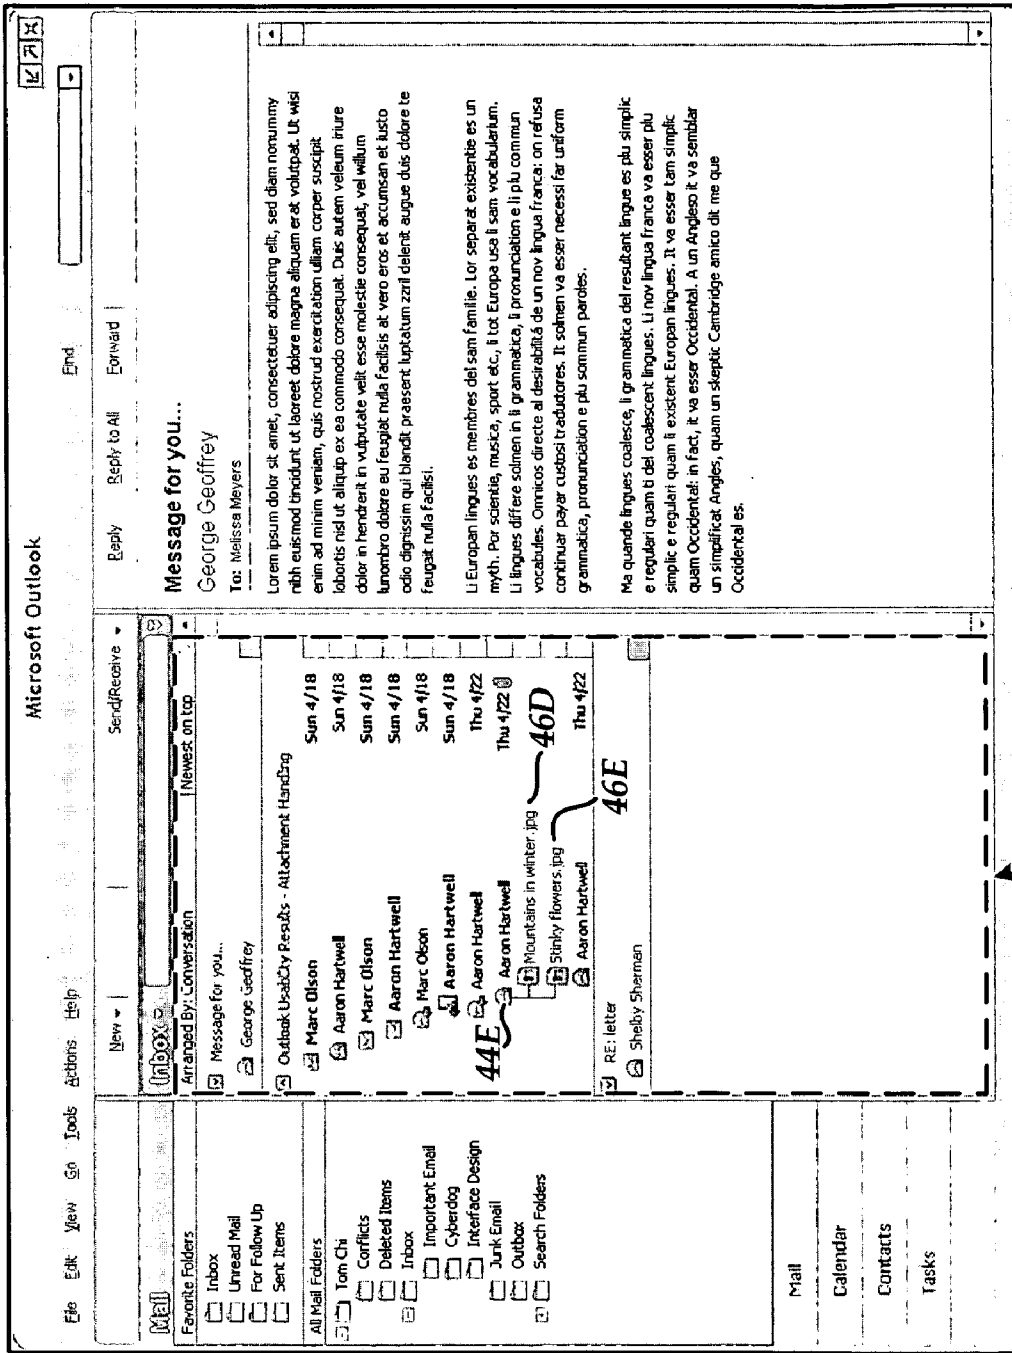 Microsoft Outlook
File Edit View Go Tools Actions Help
Find
New
Send/Receive
Reply Reply to All Forward
Mail
Favorite Folders
Inbox
Unread Mail
For Follow Up
Sent Items
All Mail Folders
Tom Chi
Conflicts
Deleted Items
Inbox
Important Email
Cyberdog
Interface Design
Junk Email
Outbox
Search Folders
Mail
Calendar
Contacts
Tasks
Inbox
Arranged By: Conversation Newest on top
Message for you...
George Geoffrey
Outlook Usability Results - Attachment Handling
Marc Olson Sun 4/18
Aaron Hartwell Sun 4/18
Marc Olson Sun 4/18
Aaron Hartwell Sun 4/18
Marc Olson Sun 4/18
Aaron Hartwell Sun 4/18
Aaron Hartwell Thu 4/22
44E Aaron Hartwell Thu 4/22
Mountains in winter.jpg 46D
Stinky flowers.jpg 46E
Aaron Hartwell Thu 4/22
RE: letter
Shelby Sherman
Message for you...
George Geoffrey
To: Melissa Meyers
Lorem ipsum dolor sit amet, consectetuer adipiscing elit, sed diam nonummy
nibh euismod tincidunt ut laoreet dolore magna aliquam erat volutpat. Ut wisi
enim ad minim veniam, quis nostrud exercitation ulliam corper suscipit
lobortis nisl ut aliquip ex ea commodo consequat. Duis autem veleum iriure
dolor in hendrerit in vulputate velit esse molestie consequat, vel willum
lunombro dolore eu feugiat nulla facilisis at vero eros et accumsan et iusto
odio dignissim qui blandit praesent luptatum zzril delenit augue duis dolore te
feugait nulla facilisi.
Li Europan lingues es membres del sam familie. Lor separat existentie es un
myth. Por scientie, musica, sport etc., li tot Europa usa li sam vocabularium.
Li lingues differe solmen in li grammatica, li pronunciation e li plu commun
vocabules. Omnicos directe al desirabilitá de un nov lingua franca: on refusa
continuar payar custosi traductores. It solmen va esser necessi far uniform
grammatica, pronunciation e plu sommun paroles.
Ma quande lingues coalesce, li grammatica del resultant lingue es plu simplic
e regulari quam ti del coalescent lingues. Li nov lingua franca va esser plu
simplic e regulari quam li existent Europan lingues. It va esser tam simplic
quam Occidental: in fact, it va esser Occidental. A un Angleso it va semblar
un simplificat Angles, quam un skeptic Cambridge amico dit me que
Occidental es.